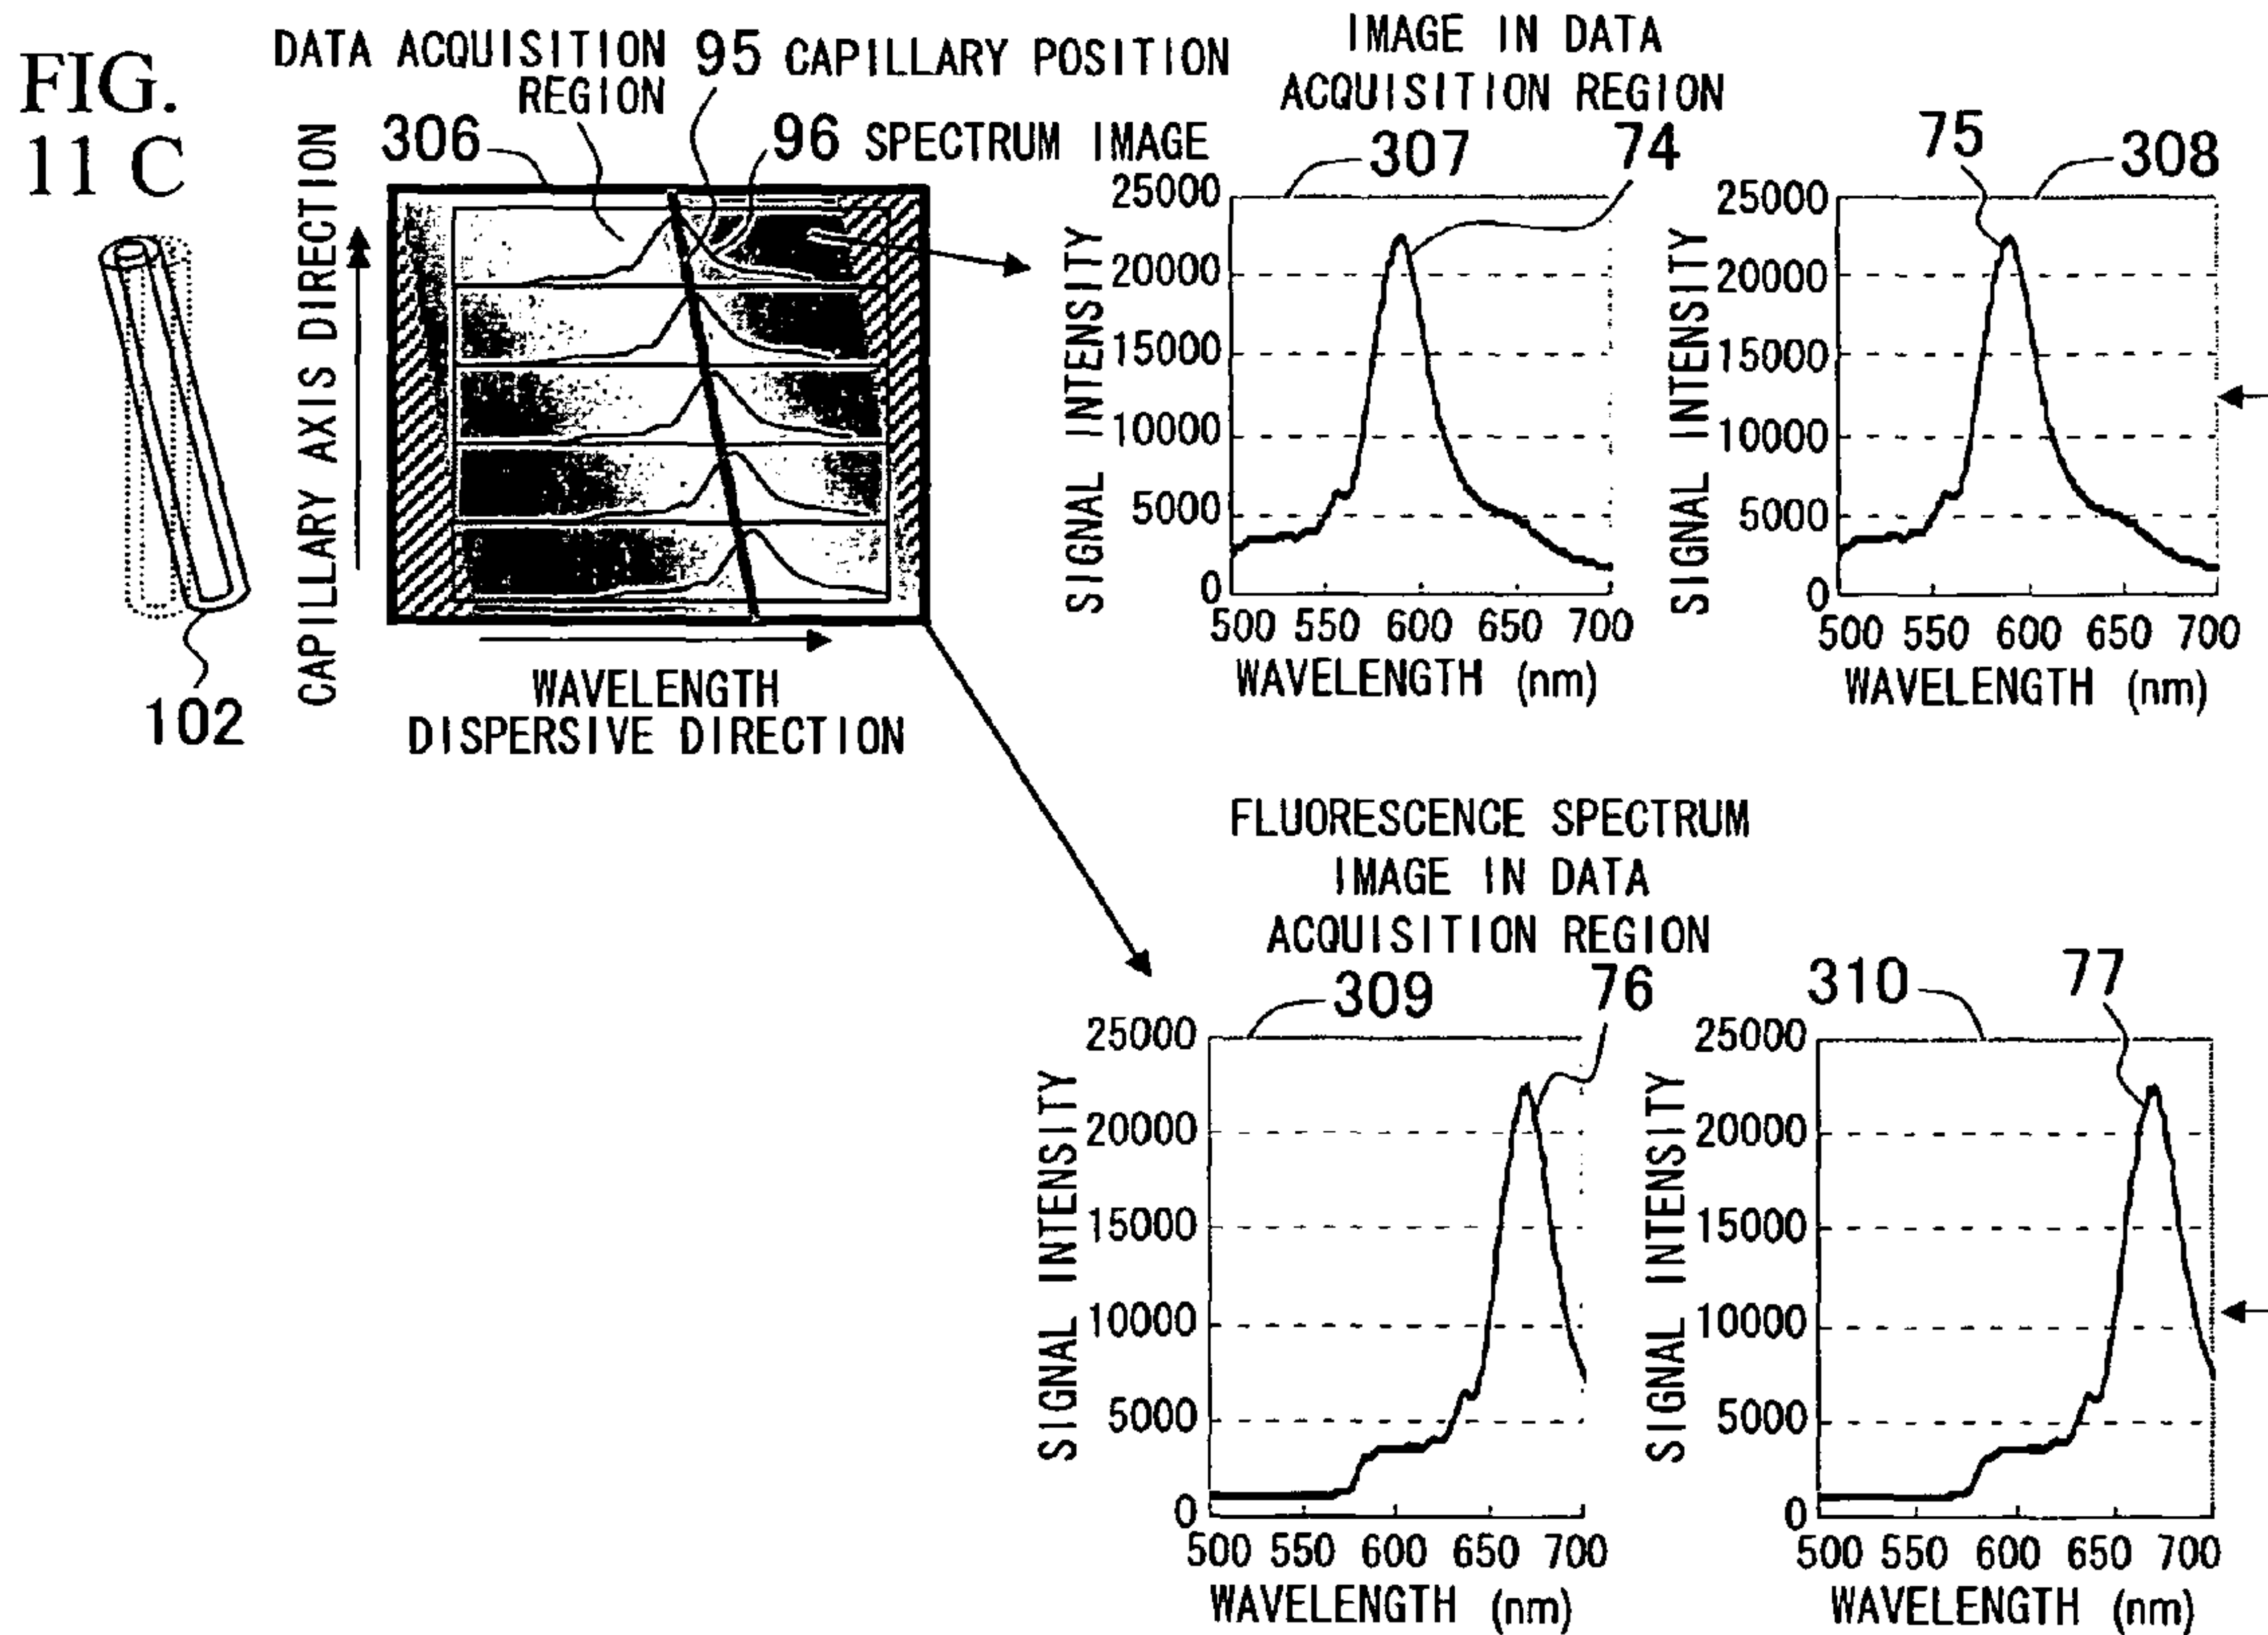 FIG.
11 C
DATA ACQUISITION
REGION
95 CAPILLARY POSITION
306
96 SPECTRUM IMAGE
CAPILLARY AXIS DIRECTION
102
WAVELENGTH
DISPERSIVE DIRECTION
IMAGE IN DATA
ACQUISITION REGION
307
74
SIGNAL INTENSITY
25000
20000
15000
10000
5000
0
500 550 600 650 700
WAVELENGTH (nm)
75
308
SIGNAL INTENSITY
25000
20000
15000
10000
5000
0
500 550 600 650 700
WAVELENGTH (nm)
FLUORESCENCE SPECTRUM
IMAGE IN DATA
ACQUISITION REGION
309
76
SIGNAL INTENSITY
25000
20000
15000
10000
5000
0
500 550 600 650 700
WAVELENGTH (nm)
310
77
SIGNAL INTENSITY
25000
20000
15000
10000
5000
0
500 550 600 650 700
WAVELENGTH (nm)